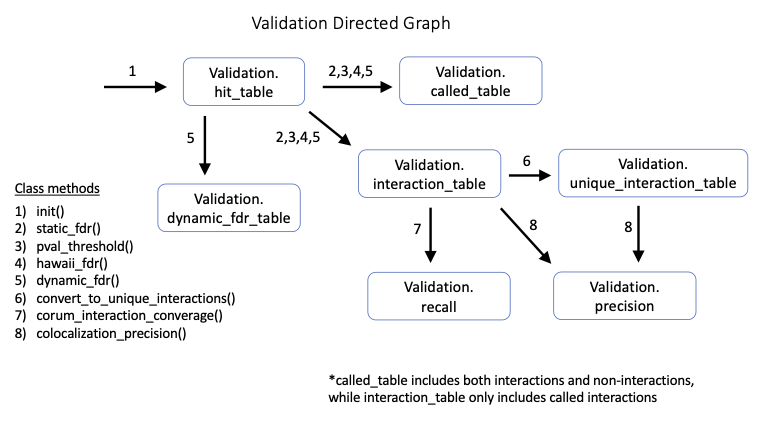 Validation Directed Graph
1
Validation.
hit_table
2,3,4,5
Validation.
called_table
5
2,3,4,5
Validation.
dynamic_fdr_table
Validation.
interaction_table
6
Validation.
unique_interaction_table
7
8
8
Validation.
recall
Validation.
precision
Class methods
1) init()
2) static_fdr()
3) pval_threshold()
4) hawaii_fdr()
5) dynamic_fdr()
6) convert_to_unique_interactions()
7) corum_interaction_converage()
8) colocalization_precision()
*called_table includes both interactions and non-interactions,
while interaction_table only includes called interactions